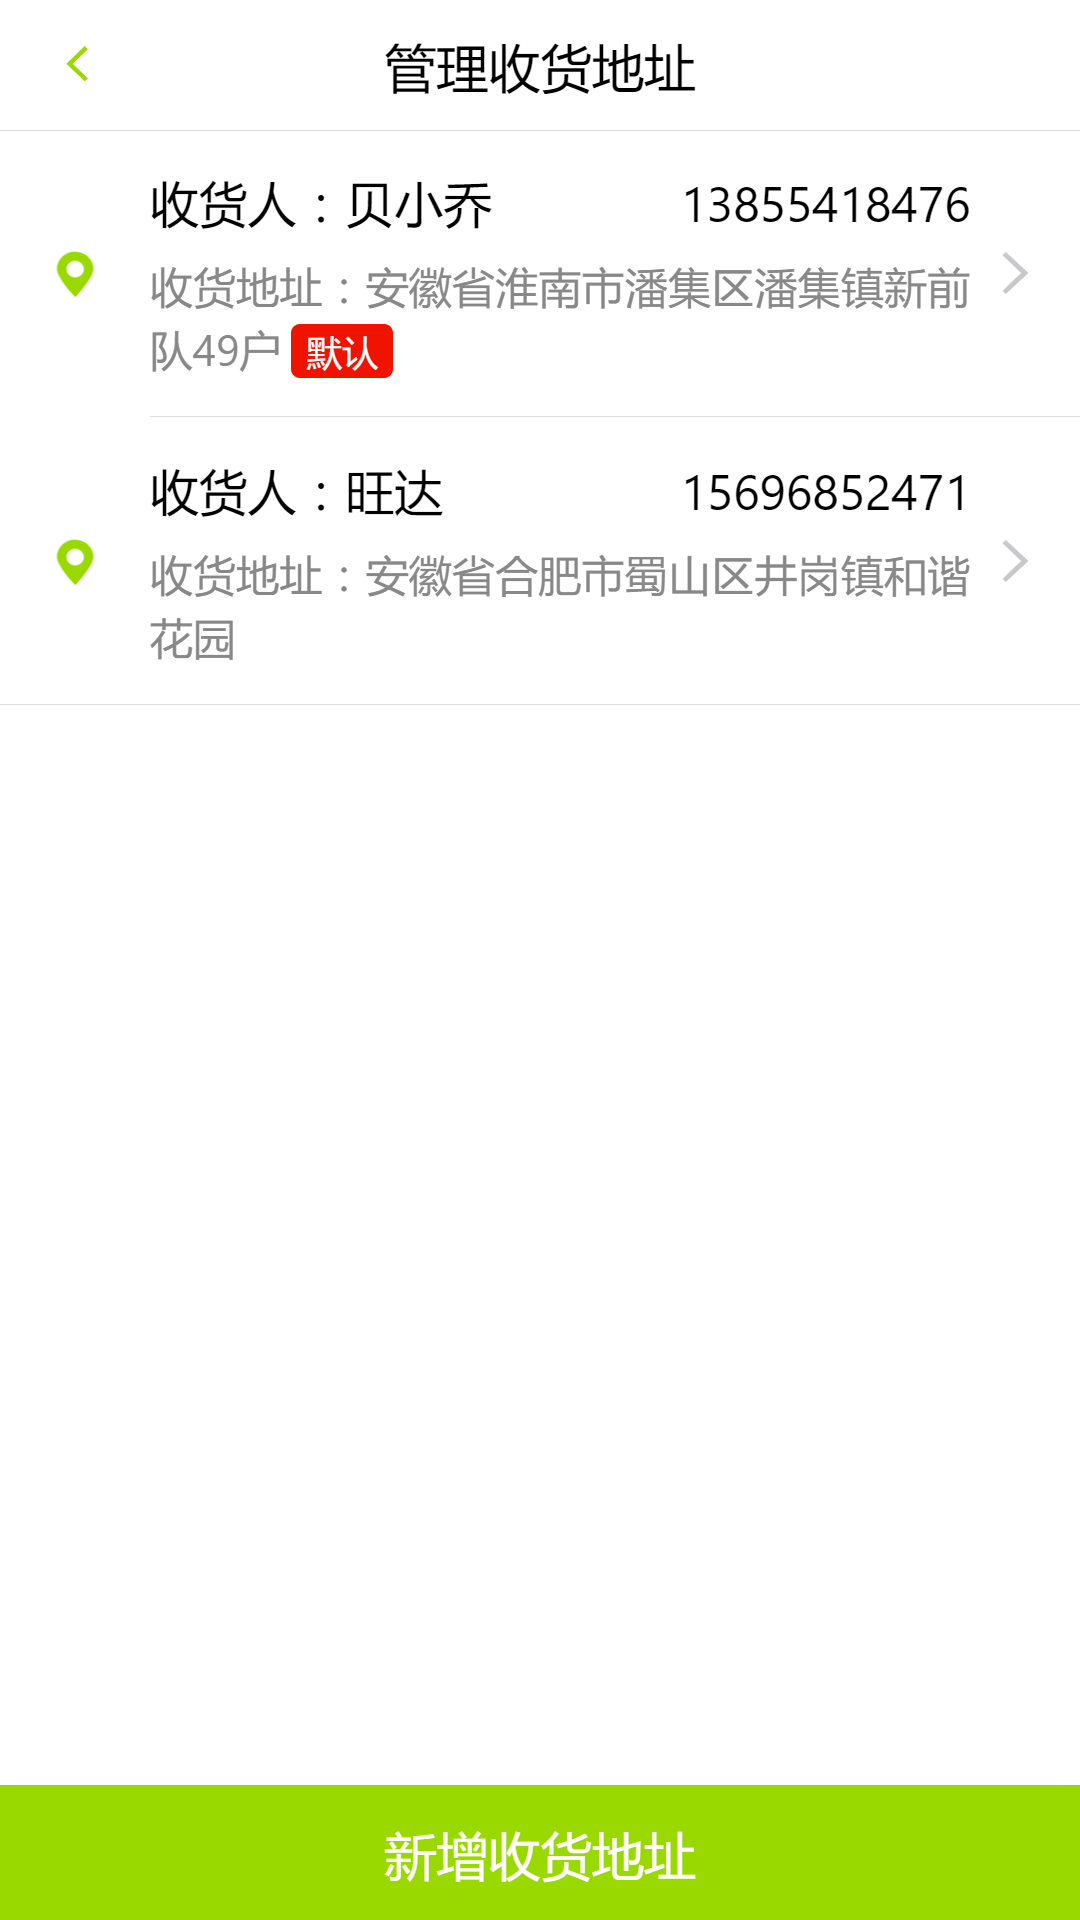 管理收货地址
收货人：贝小乔 13855418476
收货地址：安徽省淮南市潘集区潘集镇新前
队49户 默认
收货人：旺达 15696852471
收货地址：安徽省合肥市蜀山区井岗镇和谐
花园
新增收货地址